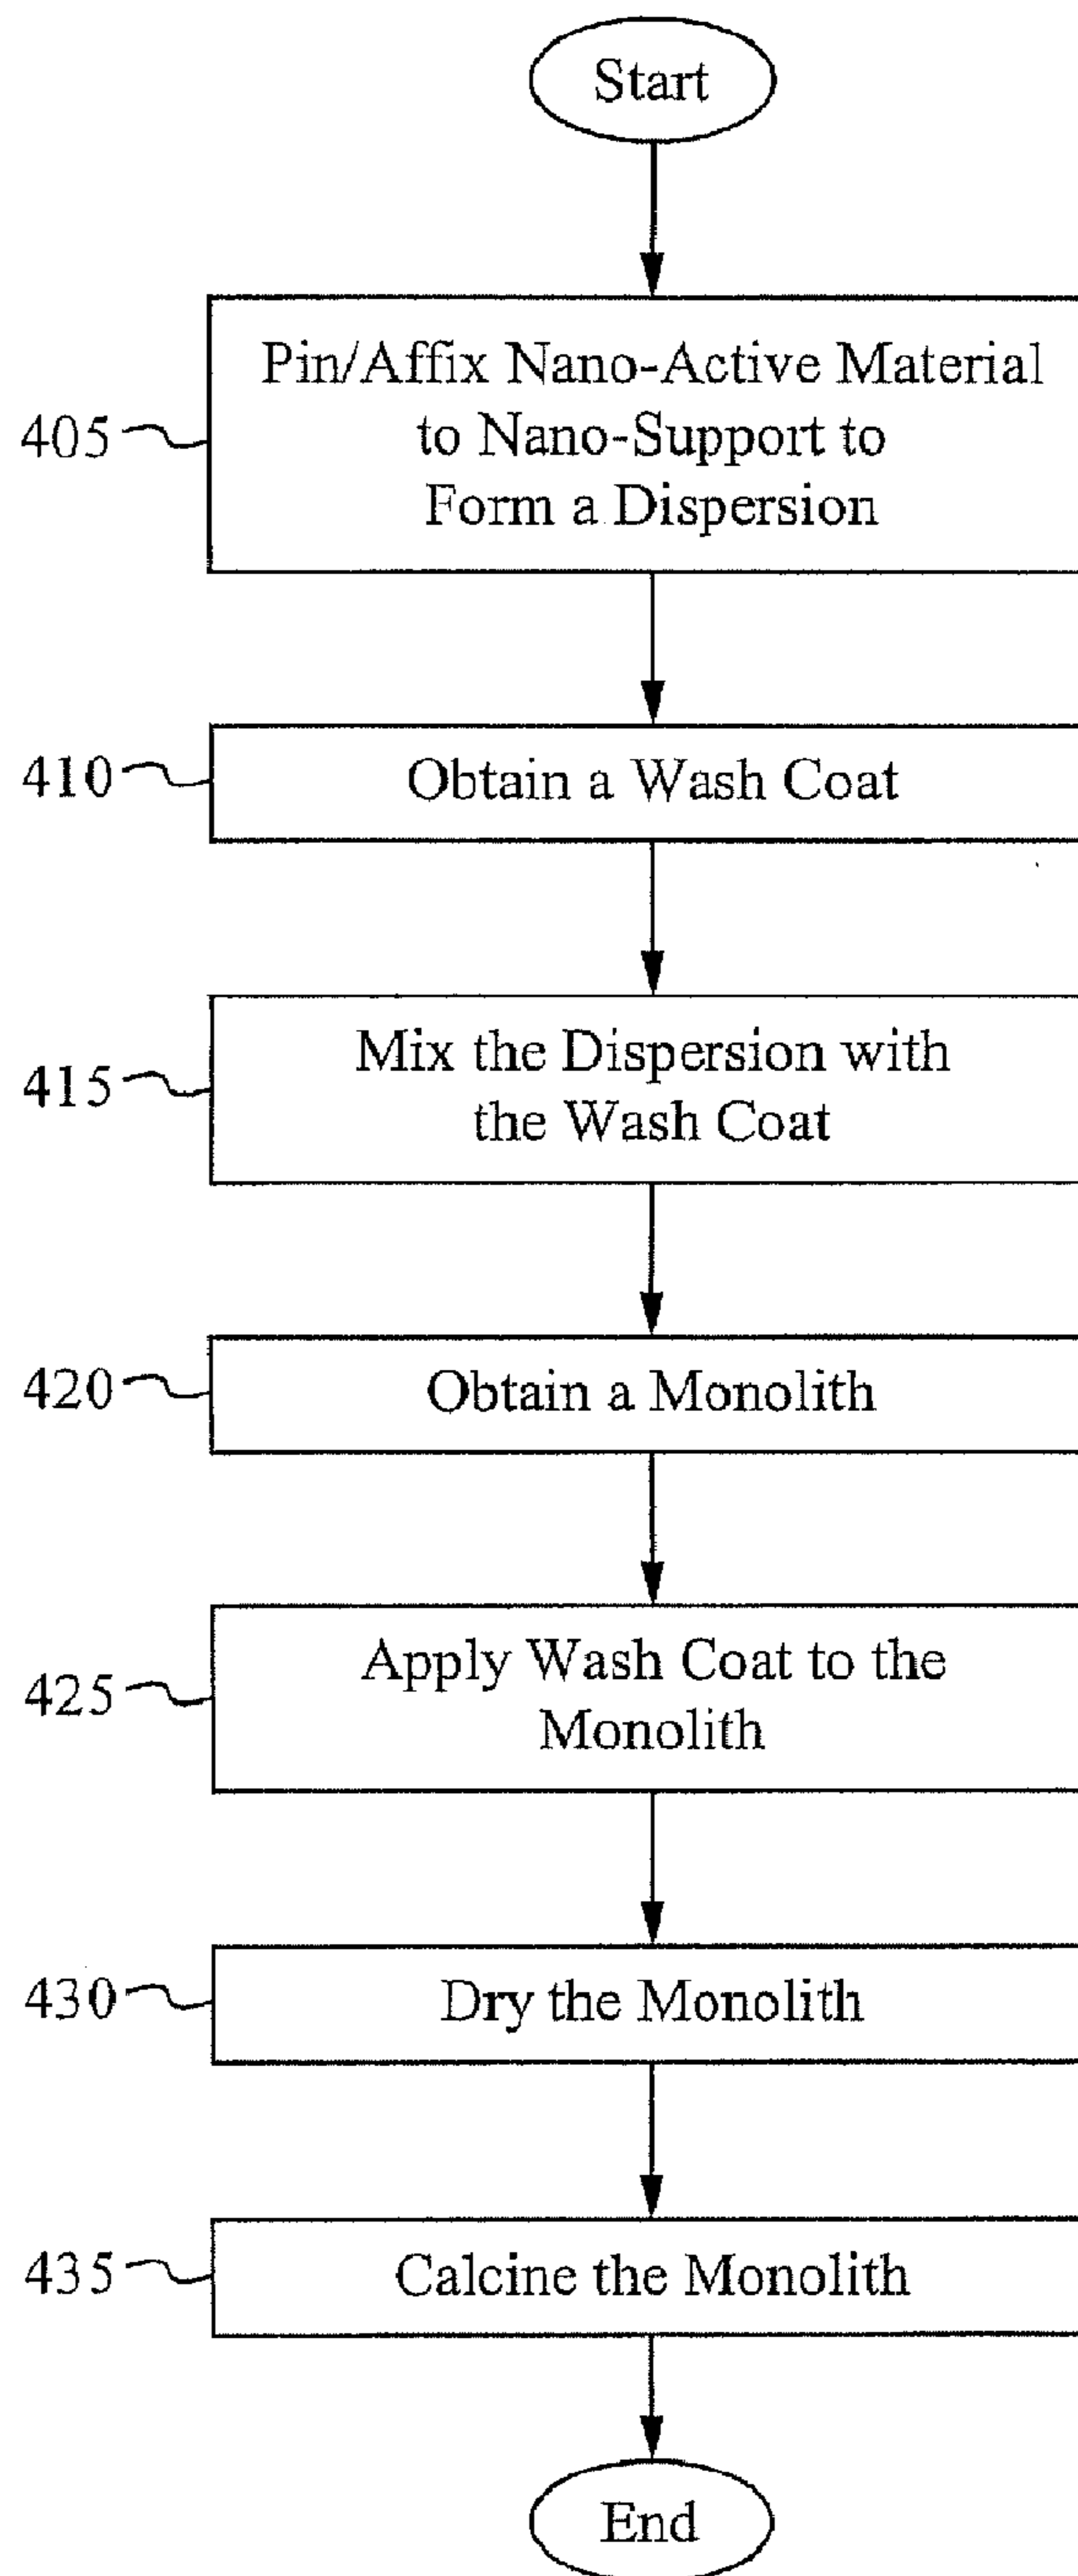 Start
405
Pin/Affix Nano-Active Material
to Nano-Support to
Form a Dispersion
410
Obtain a Wash Coat
415
Mix the Dispersion with
the Wash Coat
420
Obtain a Monolith
425
Apply Wash Coat to the
Monolith
430
Dry the Monolith
435
Calcine the Monolith
End